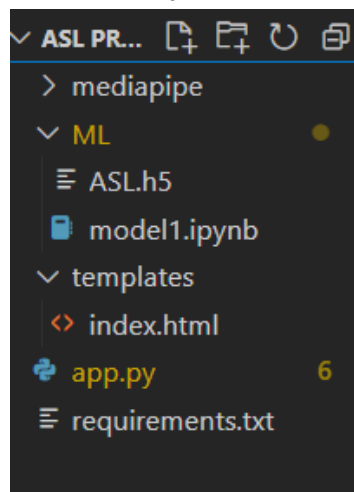 ASL PR...
mediapipe
ML
ASL.h5
model1.ipynb
templates
index.html
app.py 6
requirements.txt